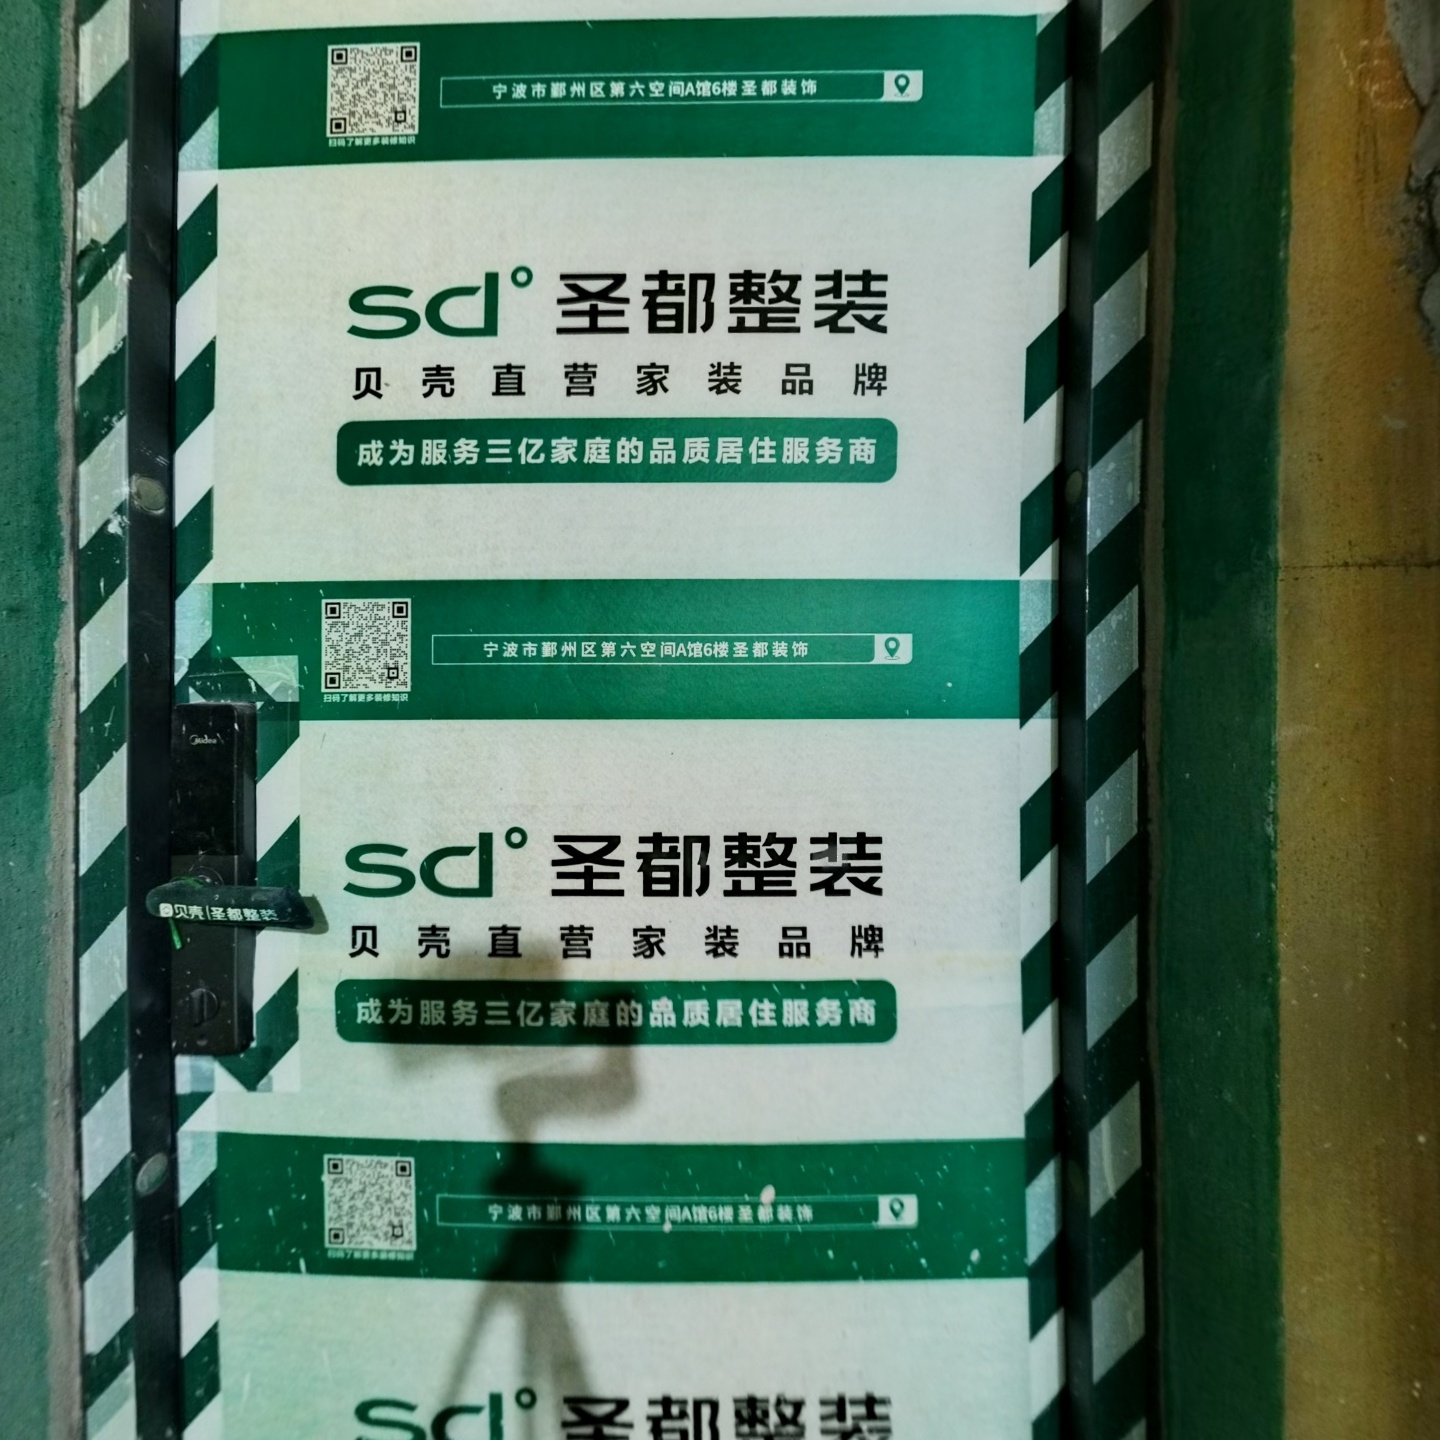 宁波市鄞州区第六空间A馆6楼圣都装饰
扫码了解更多装修知识
sd° 圣都整装
贝壳直营家装品牌
成为服务三亿家庭的品质居住服务商
宁波市鄞州区第六空间A馆6楼圣都装饰
扫码了解更多装修知识
Midea
sd° 圣都整装
贝壳|圣都整装
贝壳直营家装品牌
成为服务三亿家庭的品质居住服务商
宁波市鄞州区第六空间A馆6楼圣都装饰
扫码了解更多装修知识
sd° 圣都整装